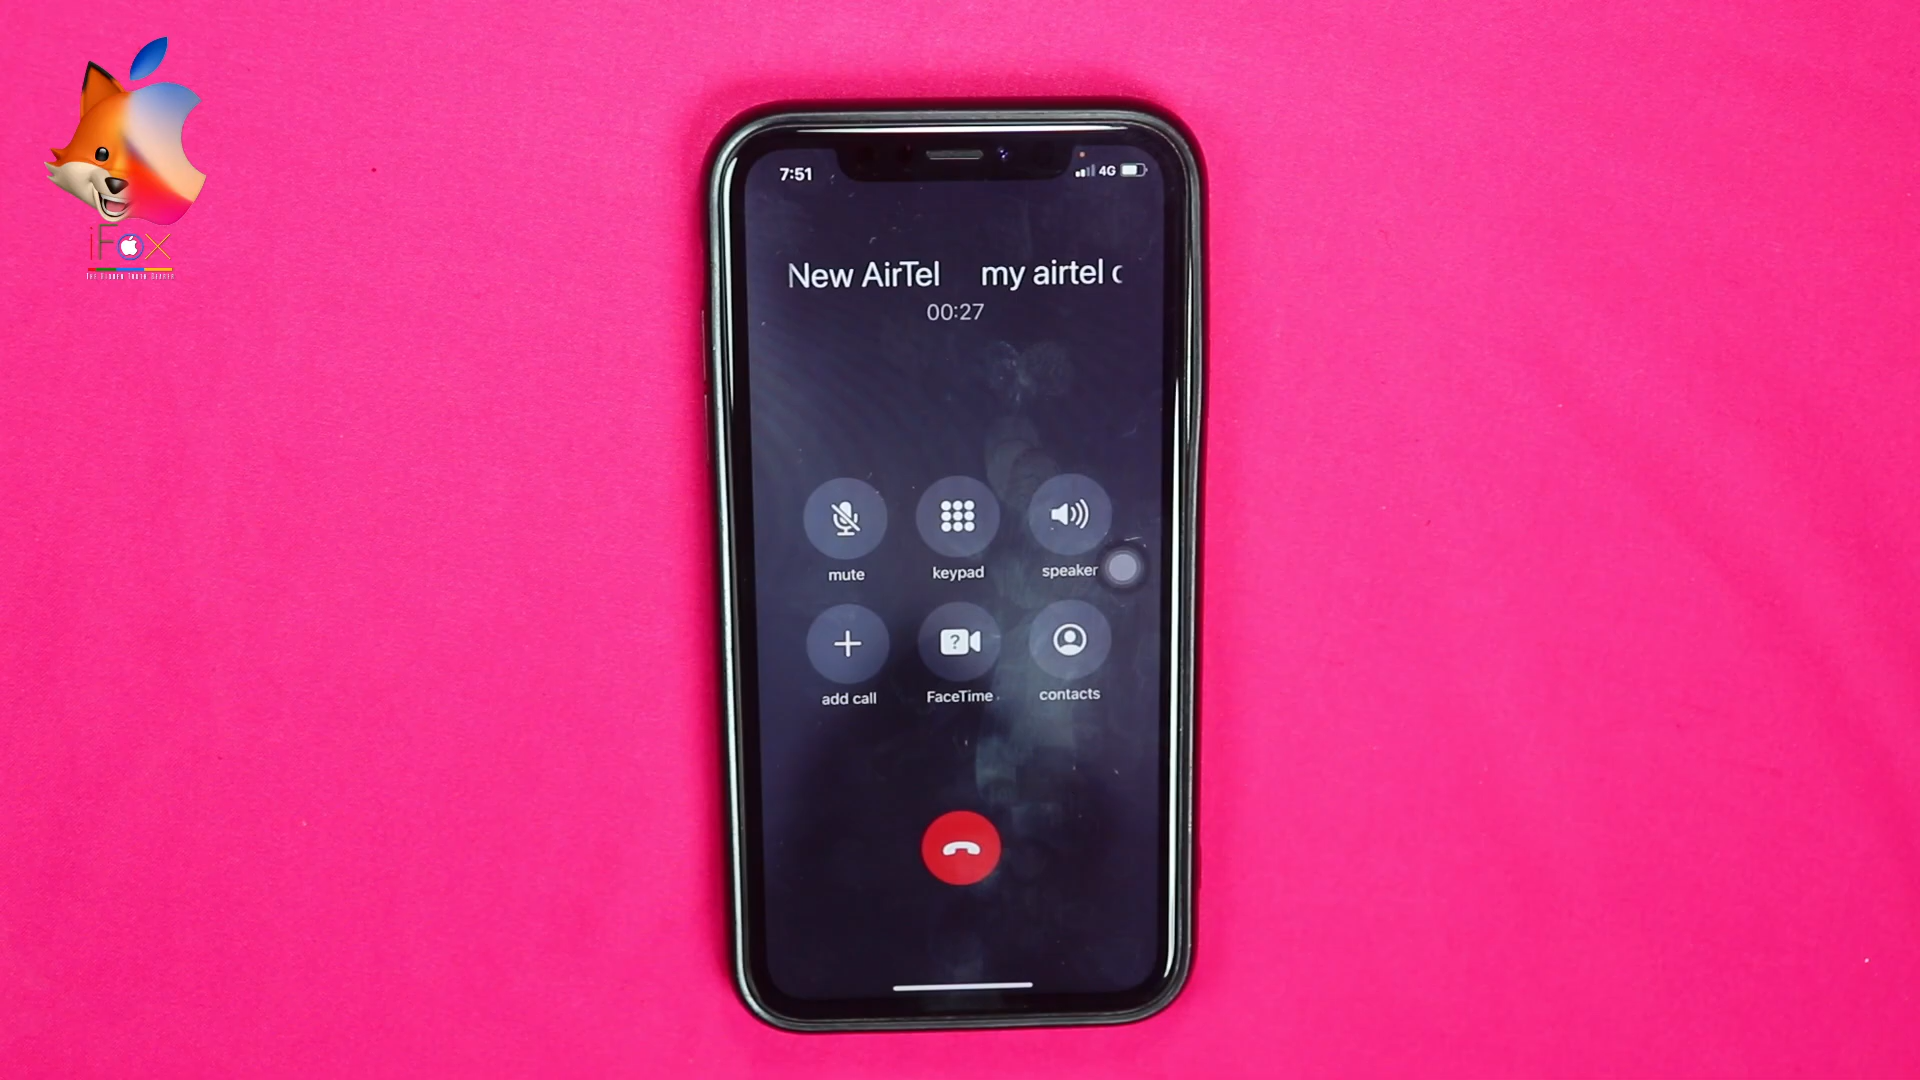 iFox
7:51
4G
New AirTel my airtel c
00:27
mute
keypad
speaker
add call
FaceTime
contacts